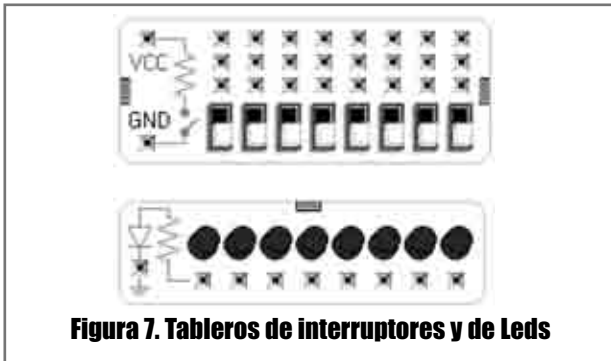 VCC
GND
Figura 7. Tableros de interruptores y de Leds